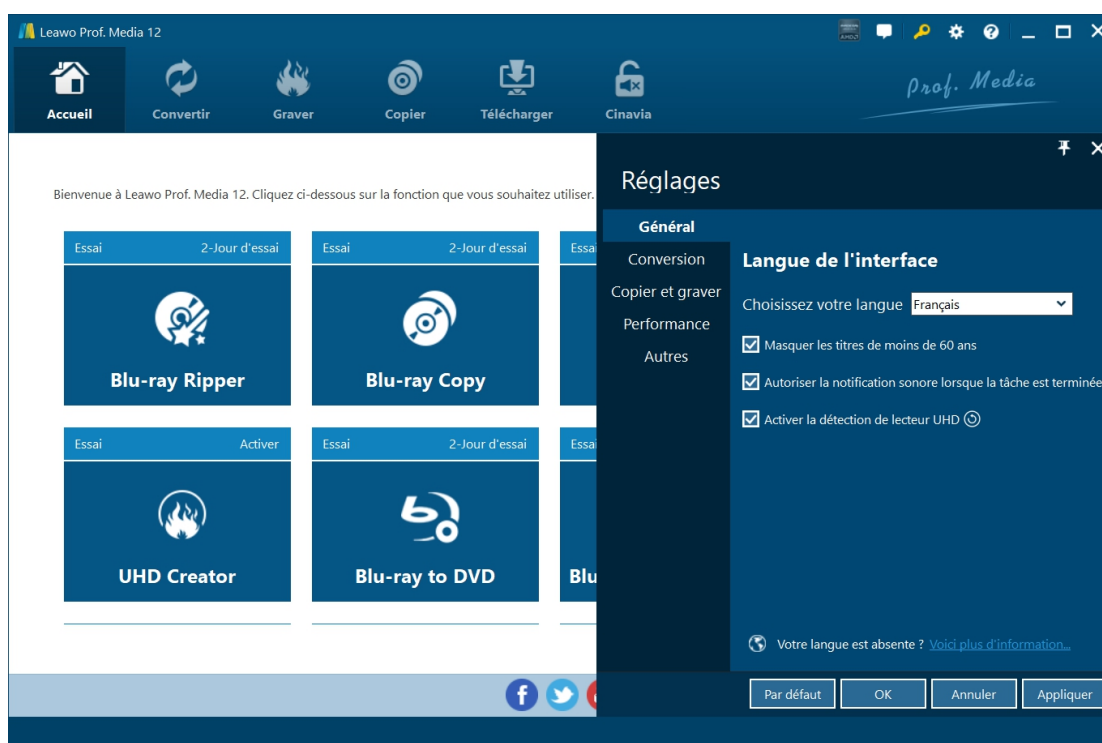 Leawo Prof. Media 12
Accueil
Convertir
Graver
Copier
Télécharger
Cinavia
Prof. Media
Bienvenue à Leawo Prof. Media 12. Cliquez ci-dessous sur la fonction que vous souhaitez utiliser.
Essai 2-Jour d'essai
Blu-ray Ripper
Essai 2-Jour d'essai
Blu-ray Copy
Essai
Essai Activer
UHD Creator
Essai 2-Jour d'essai
Blu-ray to DVD
Essai
Blu
Réglages
Général
Conversion
Copier et graver
Performance
Autres
Langue de l'interface
Choisissez votre langue Français
Masquer les titres de moins de 60 ans
Autoriser la notification sonore lorsque la tâche est terminée
Activer la détection de lecteur UHD
Votre langue est absente ? Voici plus d'information...
Par défaut
OK
Annuler
Appliquer